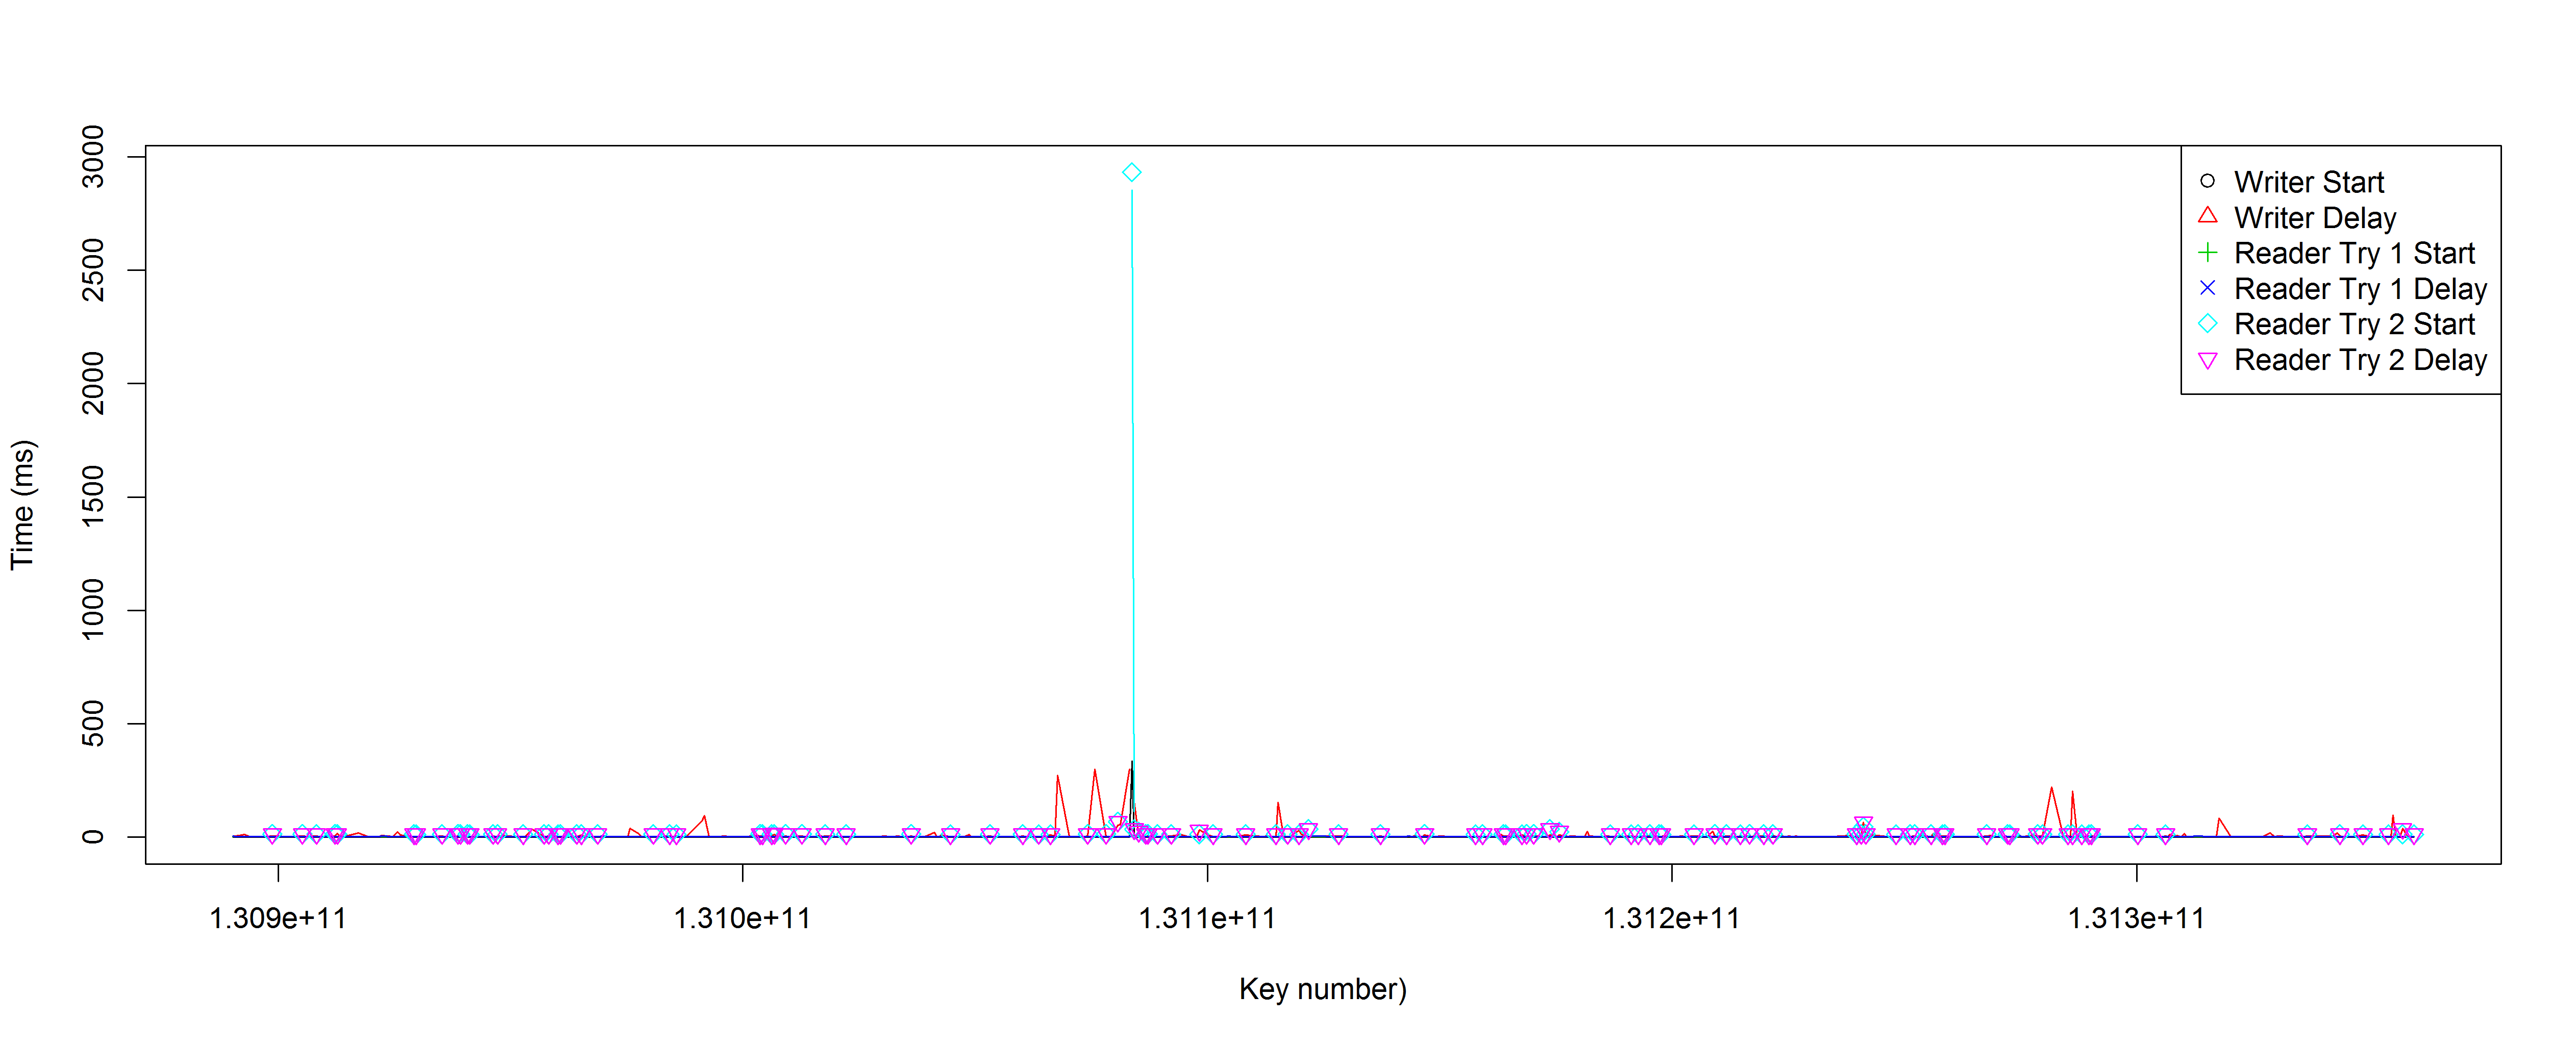 3000
2500
2000
1500
1000
500
0
Time (ms)
Writer Start
Writer Delay
Reader Try 1 Start
Reader Try 1 Delay
Reader Try 2 Start
Reader Try 2 Delay
1.309e+11 1.310e+11 1.311e+11 1.312e+11 1.313e+11
Key number)